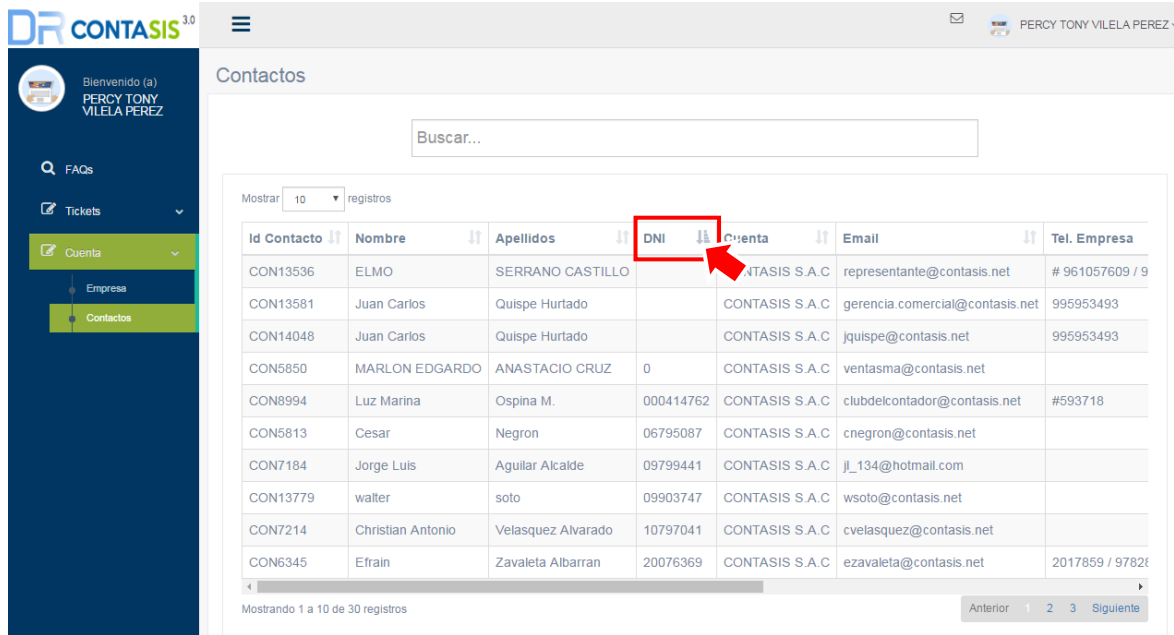 DR CONTASIS 3.0
PERCY TONY VILELA PEREZ
Bienvenido (a)
PERCY TONY
VILELA PEREZ
FAQs
Tickets
Cuenta
Empresa
Contactos
Contactos
Buscar...
Mostrar 10 registros
Id Contacto Nombre Apellidos DNI Cuenta Email Tel. Empresa
CON13536 ELMO SERRANO CASTILLO NTASIS S.A.C representante@contasis.net # 961057609 / 9
CON13581 Juan Carlos Quispe Hurtado CONTASIS S.A.C gerencia.comercial@contasis.net 995953493
CON14048 Juan Carlos Quispe Hurtado CONTASIS S.A.C jquispe@contasis.net 995953493
CON5850 MARLON EDGARDO ANASTACIO CRUZ 0 CONTASIS S.A.C ventasma@contasis.net
CON8994 Luz Marina Ospina M. 000414762 CONTASIS S.A.C clubdelcontador@contasis.net #593718
CON5813 Cesar Negron 06795087 CONTASIS S.A.C cnegron@contasis.net
CON7184 Jorge Luis Aguilar Alcalde 09799441 CONTASIS S.A.C jl_134@hotmail.com
CON13779 walter soto 09903747 CONTASIS S.A.C wsoto@contasis.net
CON7214 Christian Antonio Velasquez Alvarado 10797041 CONTASIS S.A.C cvelasquez@contasis.net
CON6345 Efrain Zavaleta Albarran 20076369 CONTASIS S.A.C ezavaleta@contasis.net 2017859 / 97828
Mostrando 1 a 10 de 30 registros
Anterior 1 2 3 Siguiente